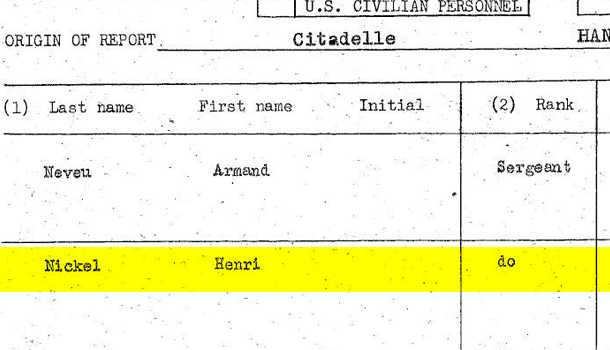 U.S. CIVILIAN PERSONNEL
ORIGIN OF REPORT Citadelle HAN
(1) Last name First name Initial (2) Rank
Neveu Armand Sergeant
Nickel Henri do